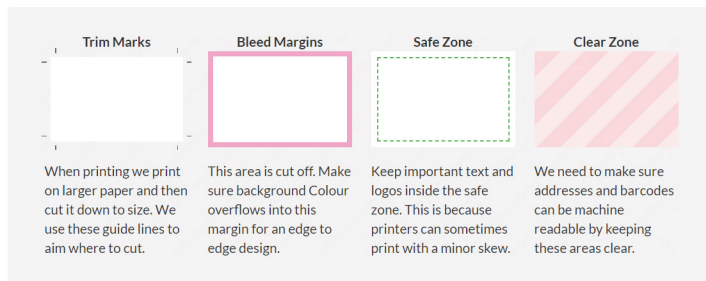 Trim Marks
When printing we print
on larger paper and then
cut it down to size. We
use these guide lines to
aim where to cut.
Bleed Margins
This area is cut off. Make
sure background Colour
overflows into this
margin for an edge to
edge design.
Safe Zone
Keep important text and
logos inside the safe
zone. This is because
printers can sometimes
print with a minor skew.
Clear Zone
We need to make sure
addresses and barcodes
can be machine
readable by keeping
these areas clear.